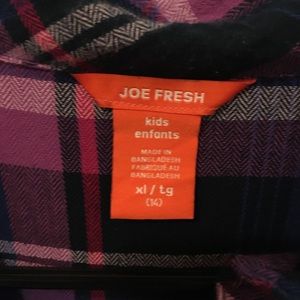 JOE FRESH
kids
enfants
MADE IN
BANGLADESH
FABRIQUÉ AU
BANGLADESH
xl / tg
(14)